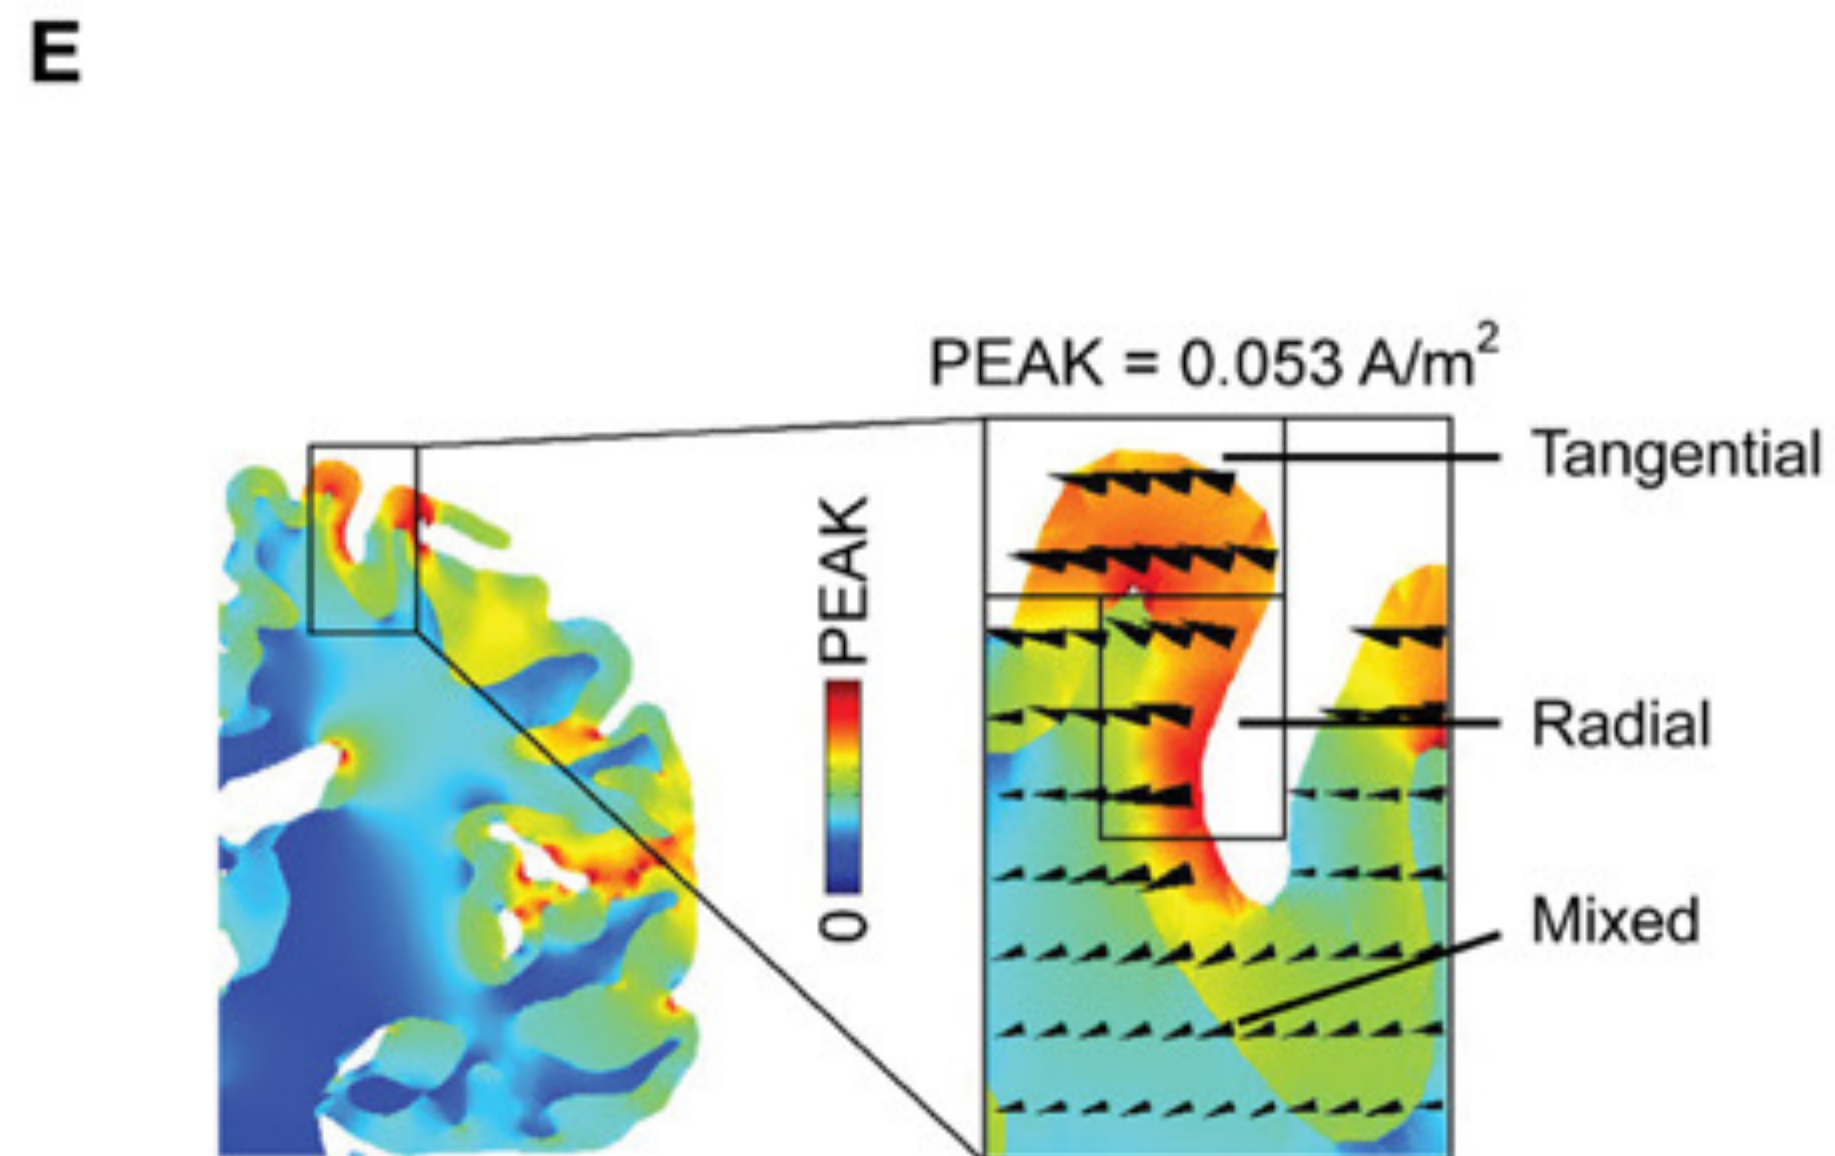 E
PEAK = 0.053 A/m²
Tangential
PEAK
Radial
0
Mixed